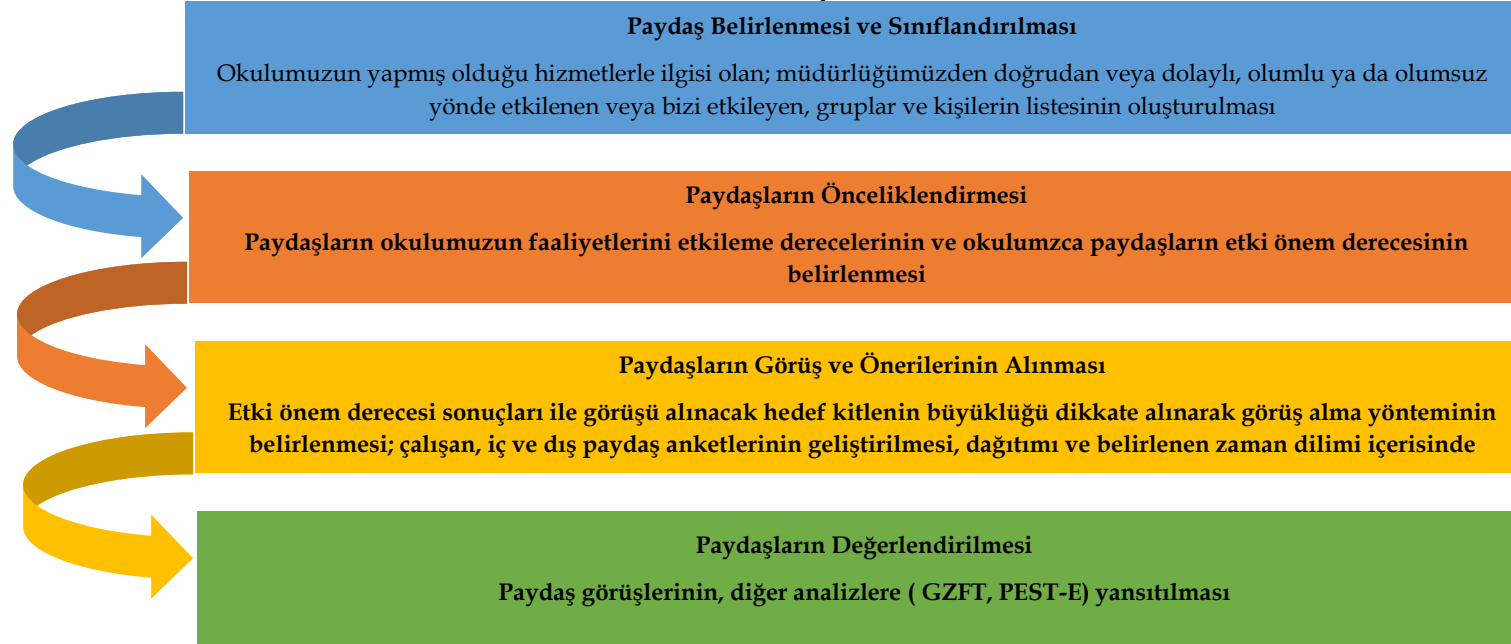 Paydaş Belirlenmesi ve Sınıflandırılması
Okulumuzun yapmış olduğu hizmetlerle ilgisi olan; müdürlüğümüzden doğrudan veya dolaylı, olumlu ya da olumsuz
yönde etkilenen veya bizi etkileyen, gruplar ve kişilerin listesinin oluşturulması
Paydaşların Önceliklendirmesi
Paydaşların okulumuzun faaliyetlerini etkileme derecelerinin ve okulumzca paydaşların etki önem derecesinin
belirlenmesi
Paydaşların Görüş ve Önerilerinin Alınması
Etki önem derecesi sonuçları ile görüşü alınacak hedef kitlenin büyüklüğü dikkate alınarak görüş alma yönteminin
belirlenmesi; çalışan, iç ve dış paydaş anketlerinin geliştirilmesi, dağıtımı ve belirlenen zaman dilimi içerisinde
Paydaşların Değerlendirilmesi
Paydaş görüşlerinin, diğer analizlere ( GZFT, PEST-E) yansıtılması